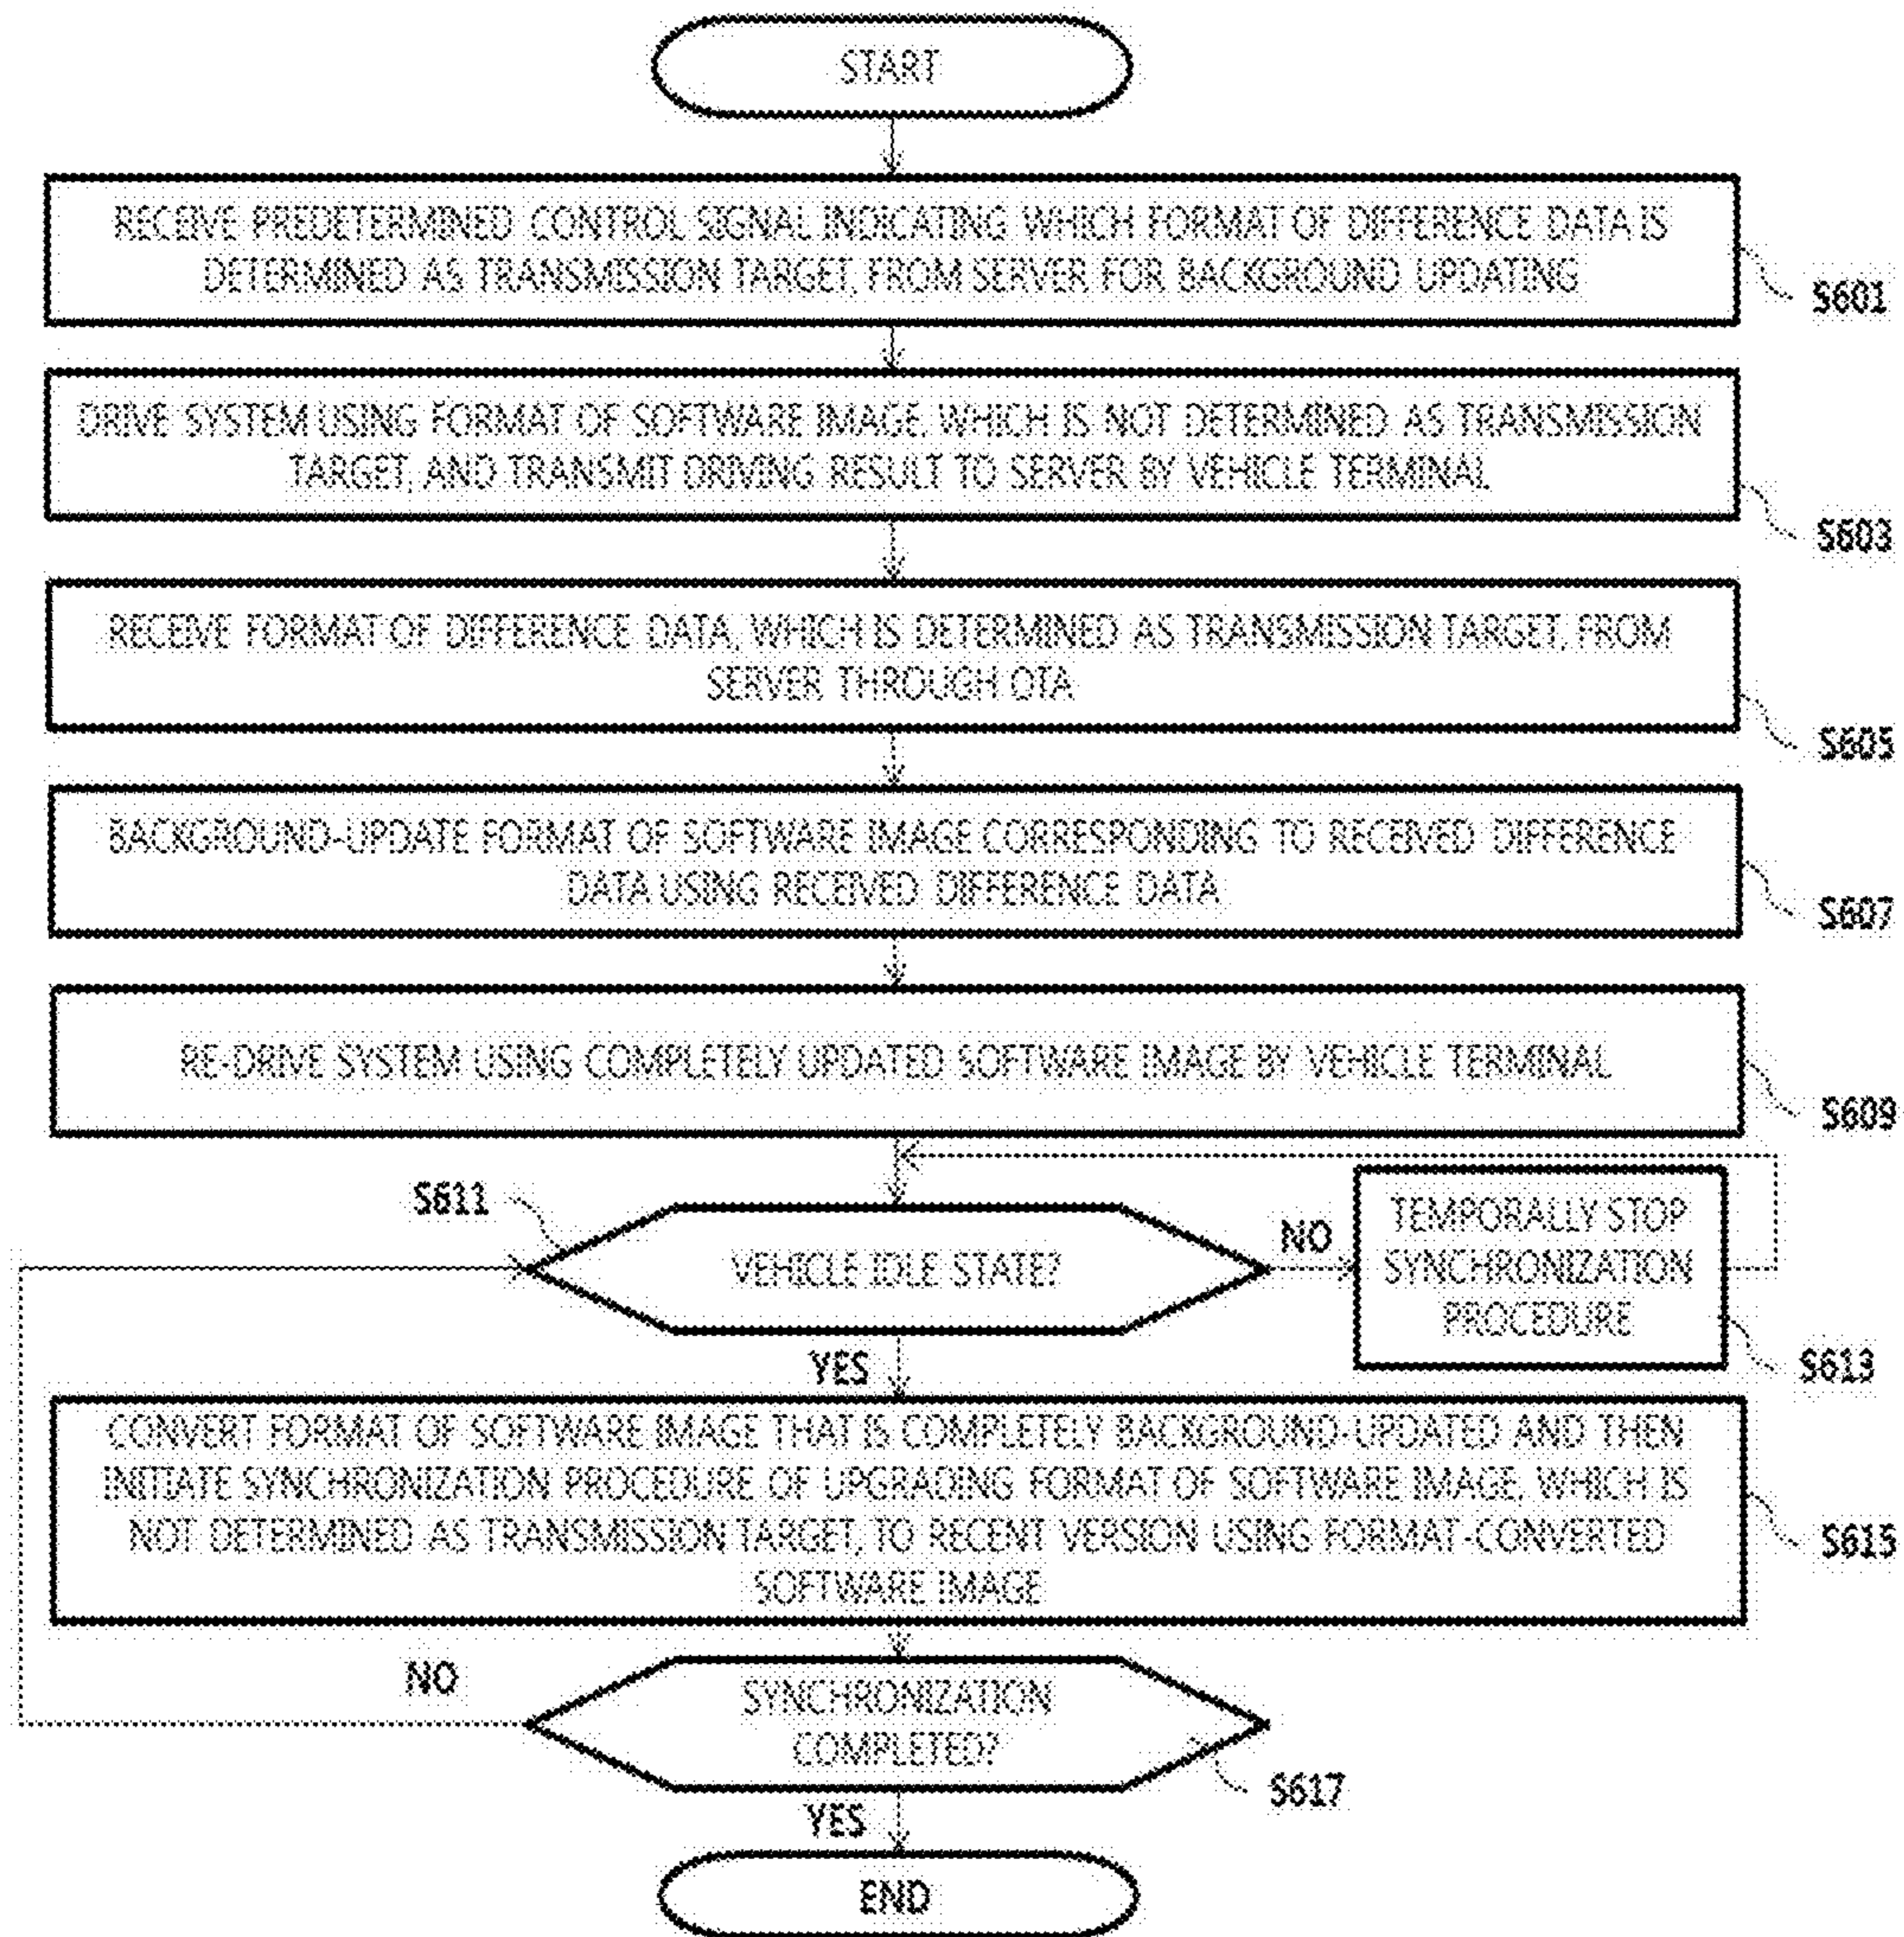 START
RECEIVE PREDETERMINED CONTROL SIGNAL INDICATING WHICH FORMAT OF DIFFERENCE DATA IS
DETERMINED AS TRANSMISSION TARGET, FROM SERVER FOR BACKGROUND UPDATING
S601
DRIVE SYSTEM USING FORMAT OF SOFTWARE IMAGE, WHICH IS NOT DETERMINED AS TRANSMISSION
TARGET, AND TRANSMIT DRIVING RESULT TO SERVER BY VEHICLE TERMINAL
S603
RECEIVE FORMAT OF DIFFERENCE DATA, WHICH IS DETERMINED AS TRANSMISSION TARGET, FROM
SERVER THROUGH OTA
S605
BACKGROUND-UPDATE FORMAT OF SOFTWARE IMAGE CORRESPONDING TO RECEIVED DIFFERENCE
DATA USING RECEIVED DIFFERENCE DATA
S607
RE-DRIVE SYSTEM USING COMPLETELY UPDATED SOFTWARE IMAGE BY VEHICLE TERMINAL
S609
S611
VEHICLE IDLE STATE?
NO
TEMPORALLY STOP
SYNCHRONIZATION
PROCEDURE
S613
YES
CONVERT FORMAT OF SOFTWARE IMAGE THAT IS COMPLETELY BACKGROUND-UPDATED AND THEN
INITIATE SYNCHRONIZATION PROCEDURE OF UPGRADING FORMAT OF SOFTWARE IMAGE, WHICH IS
NOT DETERMINED AS TRANSMISSION TARGET, TO RECENT VERSION USING FORMAT-CONVERTED
SOFTWARE IMAGE
S615
NO
SYNCHRONIZATION
COMPLETED?
S617
YES
END